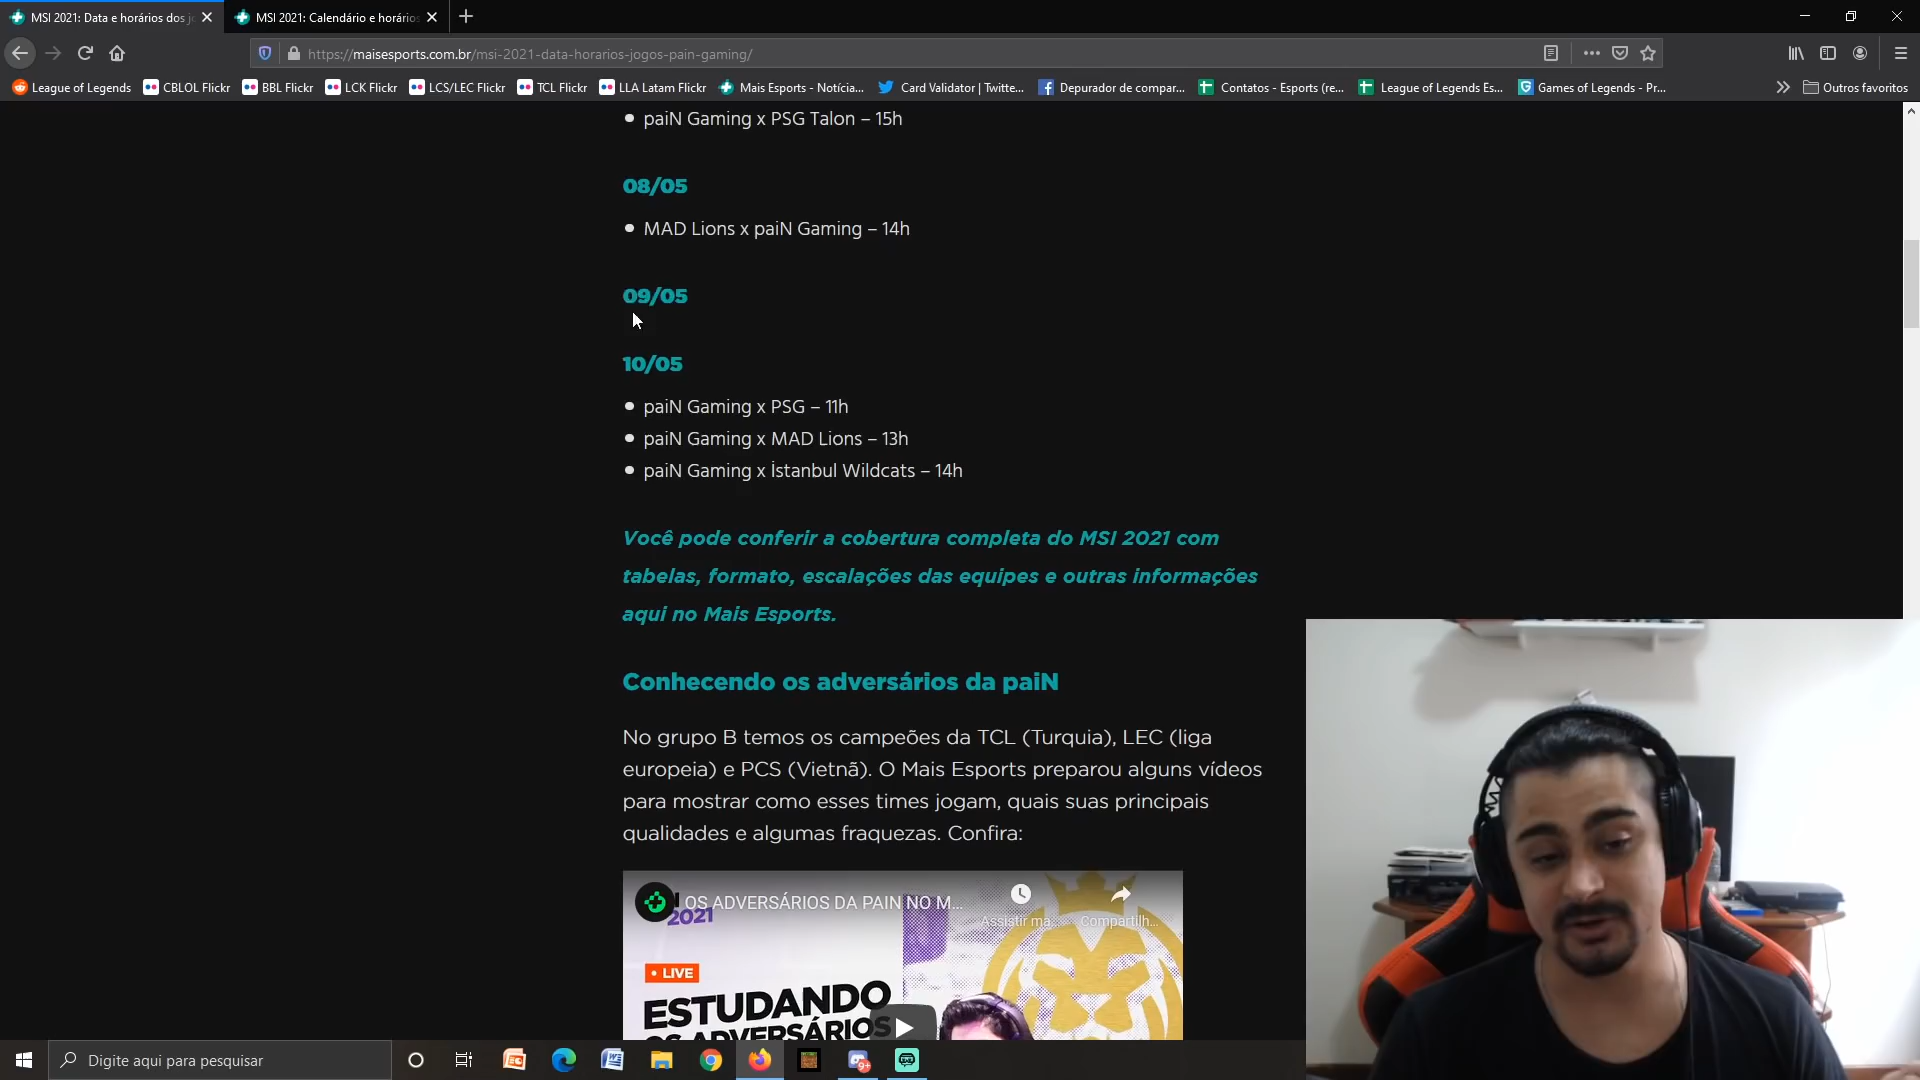 MSI 2021: Data e horários dos j
MSI 2021: Calendário e horários
https://maisesports.com.br/msi-2021-data-horarios-jogos-pain-gaming/
League of Legends
CBLOL Flickr
BBL Flickr
LCK Flickr
LCS/LEC Flickr
TCL Flickr
LLA Latam Flickr
Mais Esports - Notícia...
Card Validator | Twitte...
Depurador de compar...
Contatos - Esports (re...
League of Legends Es...
Games of Legends - Pr...
Outros favoritos
paiN Gaming x PSG Talon – 15h
08/05
MAD Lions x paiN Gaming – 14h
09/05
10/05
paiN Gaming x PSG – 11h
paiN Gaming x MAD Lions – 13h
paiN Gaming x İstanbul Wildcats – 14h
Você pode conferir a cobertura completa do MSI 2021 com
tabelas, formato, escalações das equipes e outras informações
aqui no Mais Esports.
Conhecendo os adversários da paiN
No grupo B temos os campeões da TCL (Turquia), LEC (liga
europeia) e PCS (Vietnã). O Mais Esports preparou alguns vídeos
para mostrar como esses times jogam, quais suas principais
qualidades e algumas fraquezas. Confira:
OS ADVERSÁRIOS DA PAIN NO M...
2021
Assistir ma...
Compartilh...
• LIVE
ESTUDANDO
OS ADVERSÁRIOS
Digite aqui para pesquisar
9+